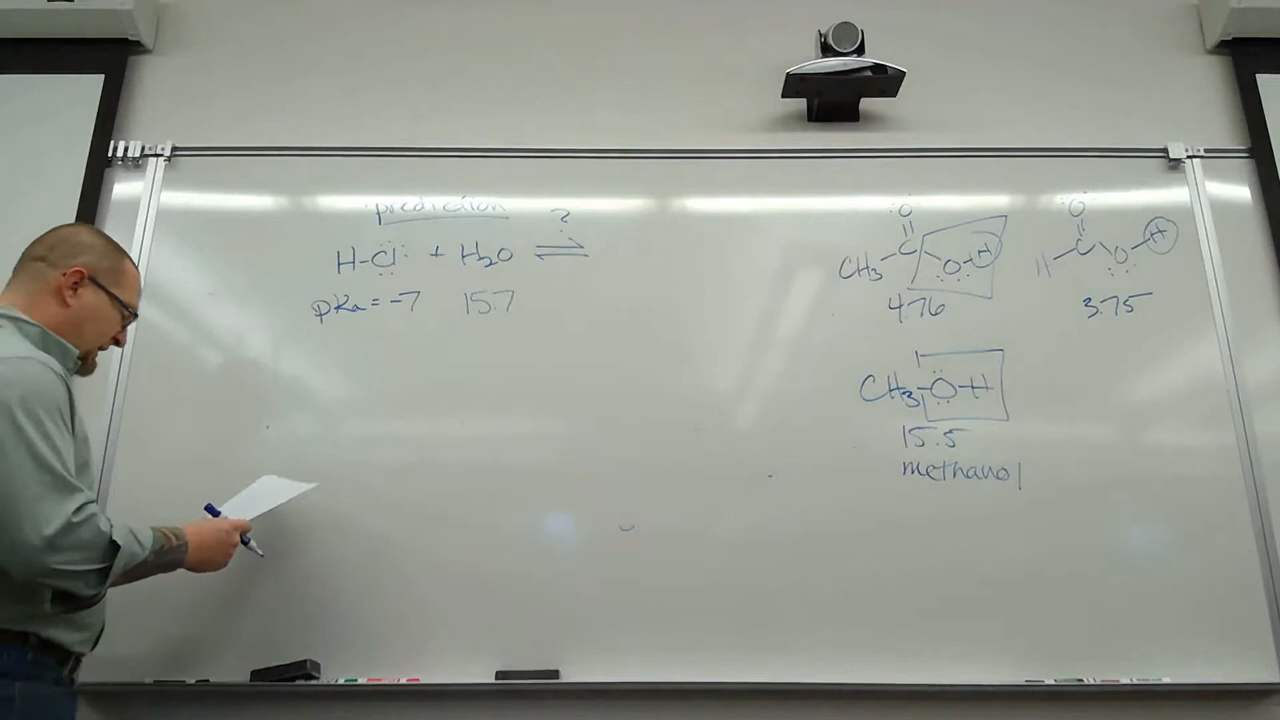 prediction
?
H-Cl + H₂O ⇌
pKa = -7 15.7
O
CH₃ C O-H
4.76
O
H C O H
3.75
CH₃-O-H
15.5
methanol